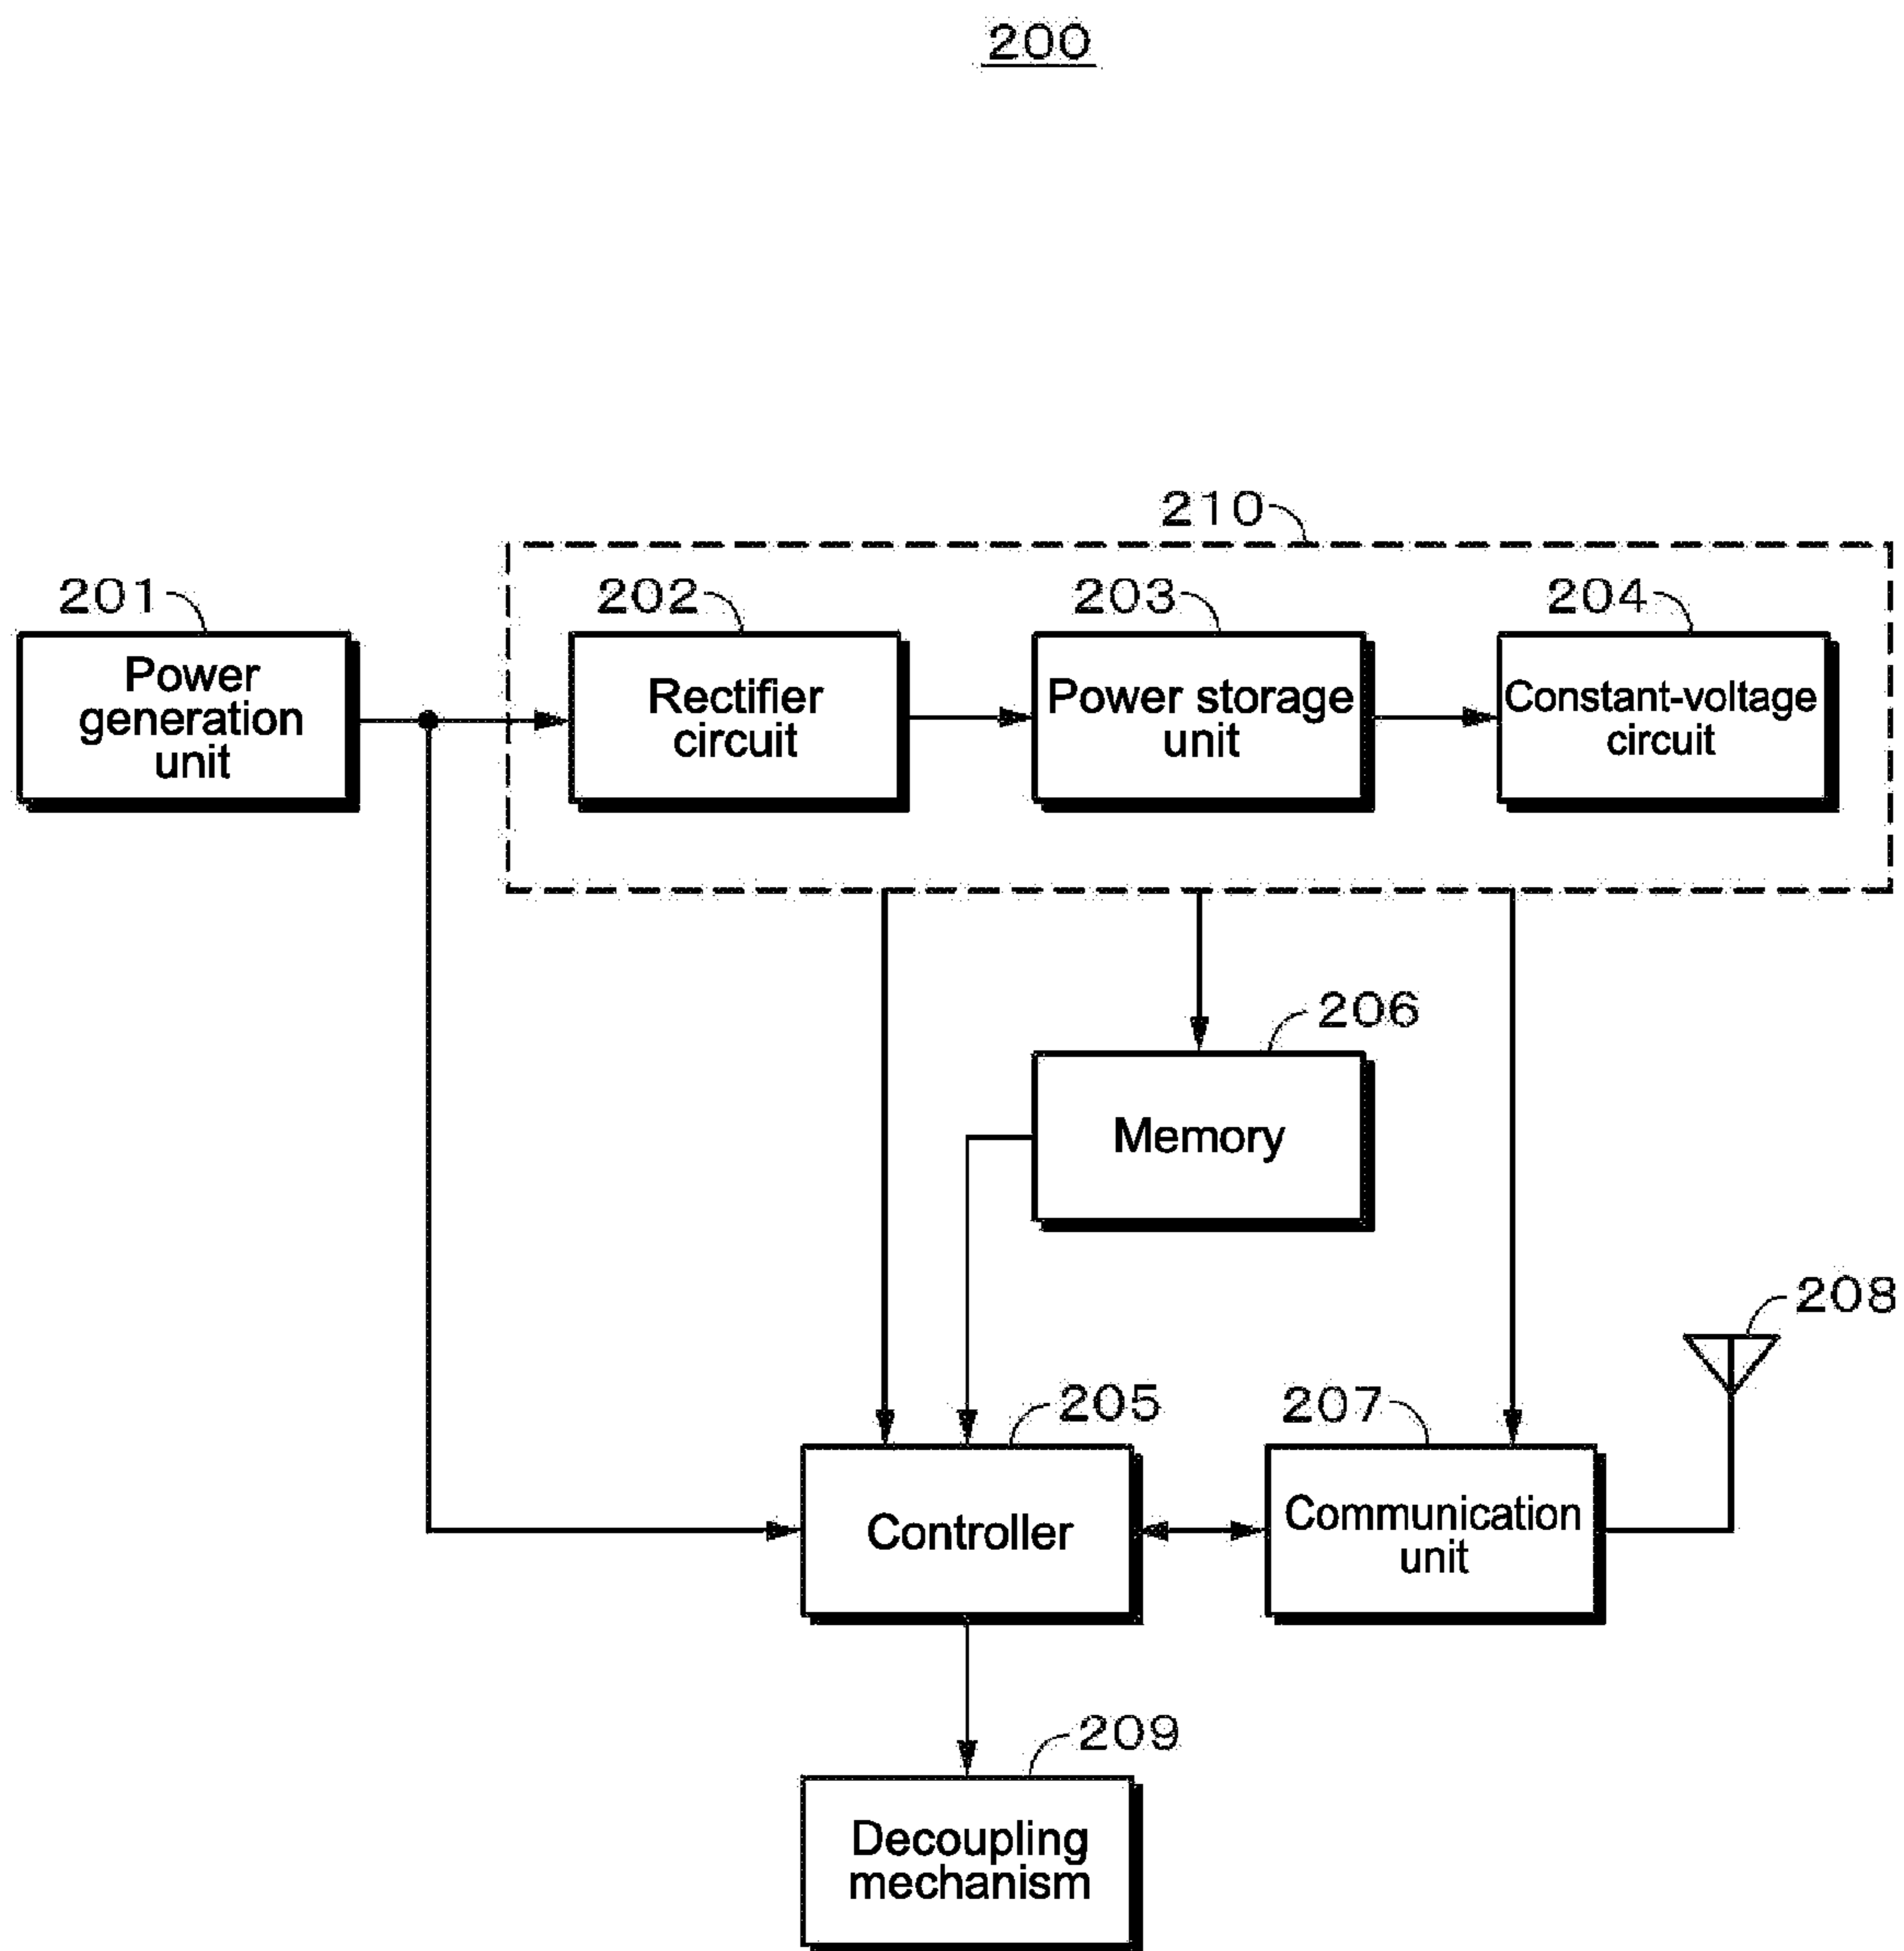 200
210
201
202
203
204
Power
generation
unit
Rectifier
circuit
Power storage
unit
Constant-voltage
circuit
206
Memory
208
205
207
Controller
Communication
unit
209
Decoupling
mechanism